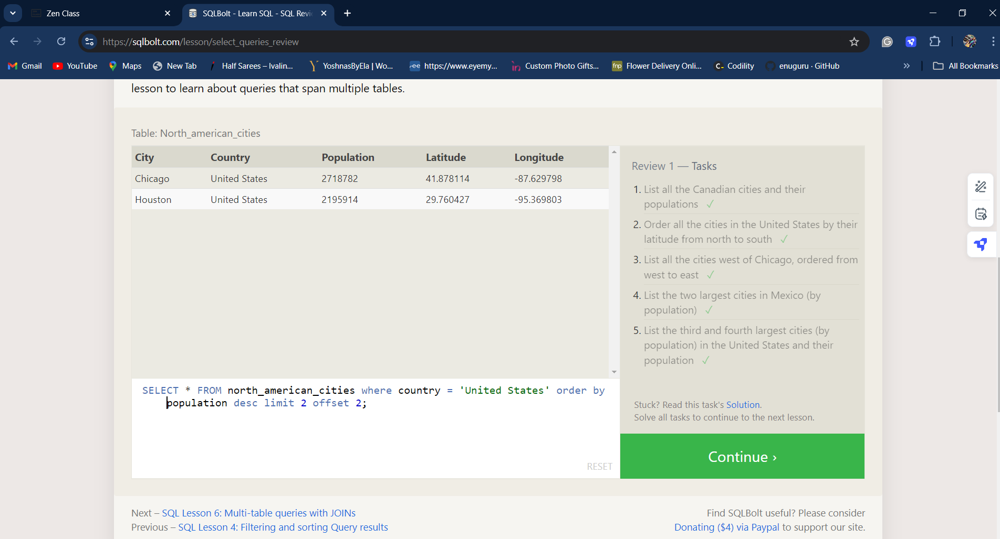 Zen Class
SQLBolt - Learn SQL - SQL Revi
https://sqlbolt.com/lesson/select_queries_review
Gmail YouTube Maps New Tab Half Sarees – Ivalin... YoshnasByEla | Wo... https://www.eyemy... Custom Photo Gifts... Flower Delivery Onli... Codility enuguru · GitHub » All Bookmarks
lesson to learn about queries that span multiple tables.
Table: North_american_cities
City Country Population Latitude Longitude
Chicago United States 2718782 41.878114 -87.629798
Houston United States 2195914 29.760427 -95.369803
SELECT * FROM north_american_cities where country = 'United States' order by
population desc limit 2 offset 2;
RESET
Review 1 — Tasks
1. List all the Canadian cities and their
populations ✓
2. Order all the cities in the United States by their
latitude from north to south ✓
3. List all the cities west of Chicago, ordered from
west to east ✓
4. List the two largest cities in Mexico (by
population) ✓
5. List the third and fourth largest cities (by
population) in the United States and their
population ✓
Stuck? Read this task's Solution.
Solve all tasks to continue to the next lesson.
Continue ›
Next – SQL Lesson 6: Multi-table queries with JOINs
Previous – SQL Lesson 4: Filtering and sorting Query results
Find SQLBolt useful? Please consider
Donating ($4) via Paypal to support our site.